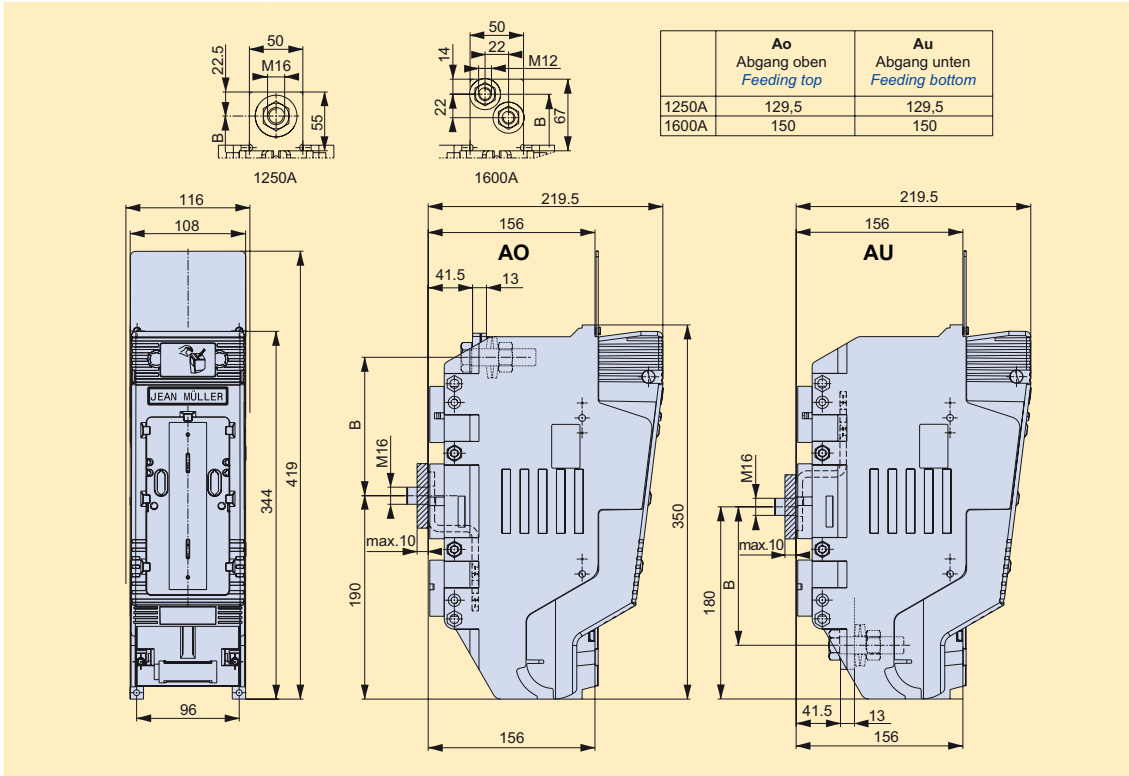 50
22.5
M16
B
55
1250A
50
14
22
M12
22
B
67
1600A
Ao
Abgang oben
Feeding top
Au
Abgang unten
Feeding bottom
1250A 129,5 129,5
1600A 150 150
116
108
JEAN MÜLLER
344
419
96
219.5
156
AO
41.5
13
B
M16
max.10
190
350
156
219.5
156
AU
M16
max.10
B
180
41.5
13
156